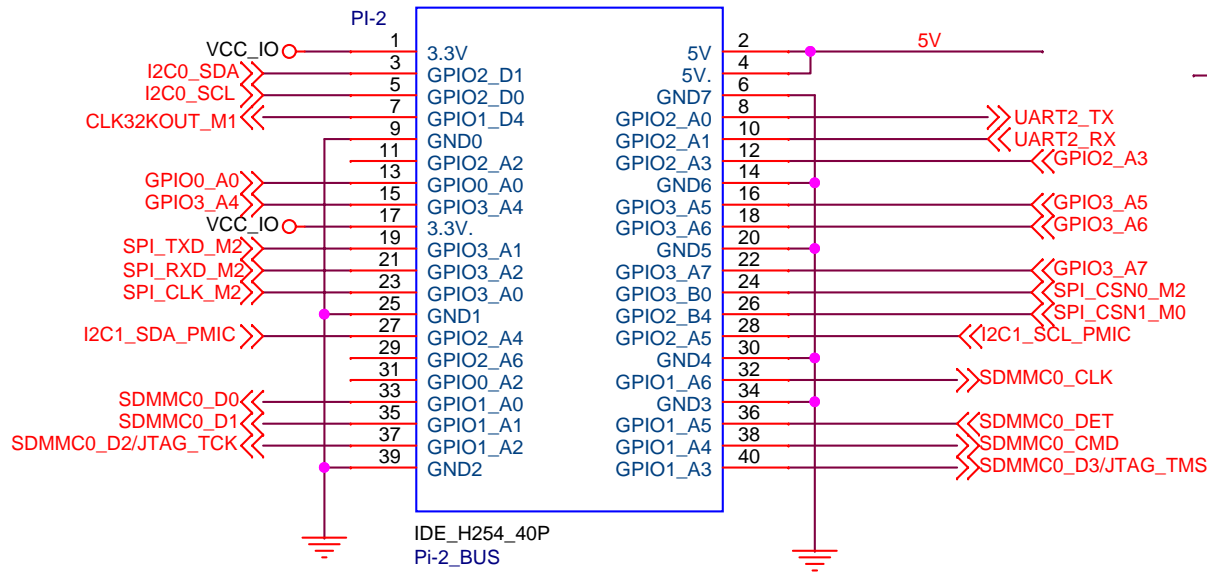 PI-2
VCC_IO 1 3.3V 5V 2 5V
I2C0_SDA 3 GPIO2_D1 5V. 4
I2C0_SCL 5 GPIO2_D0 GND7 6
CLK32KOUT_M1 7 GPIO1_D4 GPIO2_A0 8 UART2_TX
9 GND0 GPIO2_A1 10 UART2_RX
11 GPIO2_A2 GPIO2_A3 12 GPIO2_A3
GPIO0_A0 13 GPIO0_A0 GND6 14
GPIO3_A4 15 GPIO3_A4 GPIO3_A5 16 GPIO3_A5
VCC_IO 17 3.3V. GPIO3_A6 18 GPIO3_A6
SPI_TXD_M2 19 GPIO3_A1 GND5 20
SPI_RXD_M2 21 GPIO3_A2 GPIO3_A7 22 GPIO3_A7
SPI_CLK_M2 23 GPIO3_A0 GPIO3_B0 24 SPI_CSN0_M2
25 GND1 GPIO2_B4 26 SPI_CSN1_M0
I2C1_SDA_PMIC 27 GPIO2_A4 GPIO2_A5 28 I2C1_SCL_PMIC
29 GPIO2_A6 GND4 30
31 GPIO0_A2 GPIO1_A6 32 SDMMC0_CLK
SDMMC0_D0 33 GPIO1_A0 GND3 34
SDMMC0_D1 35 GPIO1_A1 GPIO1_A5 36 SDMMC0_DET
SDMMC0_D2/JTAG_TCK 37 GPIO1_A2 GPIO1_A4 38 SDMMC0_CMD
39 GND2 GPIO1_A3 40 SDMMC0_D3/JTAG_TMS
IDE_H254_40P
Pi-2_BUS